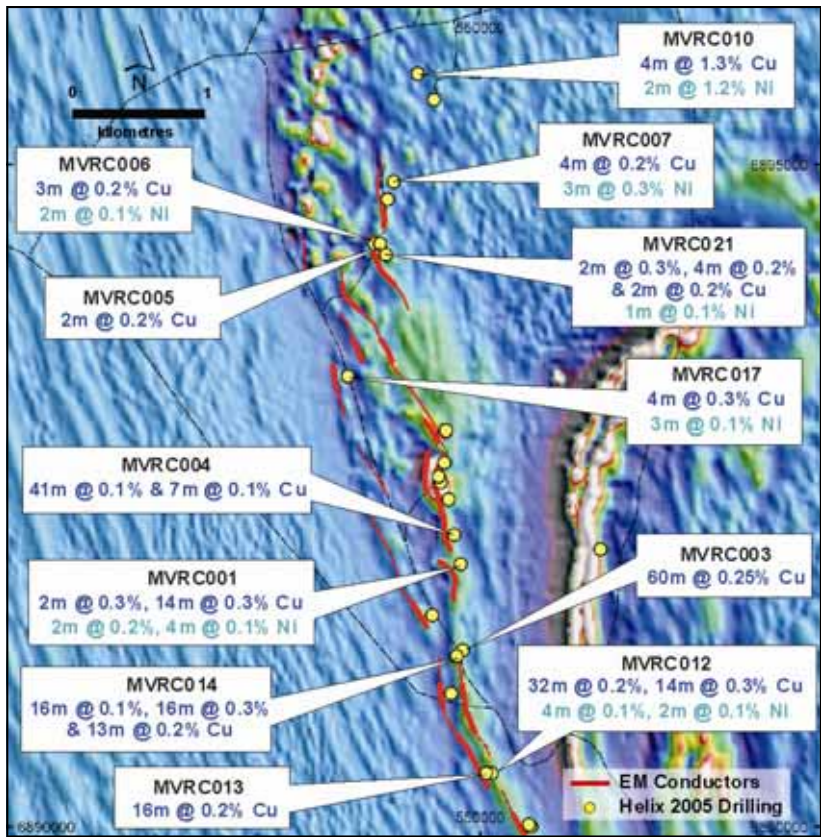 560000
MVRC010
4m @ 1.3% Cu
2m @ 1.2% Ni
N
0 1
kilometres
MVRC007
4m @ 0.2% Cu
3m @ 0.3% Ni
6895000
MVRC006
3m @ 0.2% Cu
2m @ 0.1% Ni
MVRC021
2m @ 0.3%, 4m @ 0.2%
& 2m @ 0.2% Cu
1m @ 0.1% Ni
MVRC005
2m @ 0.2% Cu
MVRC017
4m @ 0.3% Cu
3m @ 0.1% Ni
MVRC004
41m @ 0.1% & 7m @ 0.1% Cu
MVRC003
60m @ 0.25% Cu
MVRC001
2m @ 0.3%, 14m @ 0.3% Cu
2m @ 0.2%, 4m @ 0.1% Ni
MVRC012
32m @ 0.2%, 14m @ 0.3% Cu
4m @ 0.1%, 2m @ 0.1% Ni
MVRC014
16m @ 0.1%, 16m @ 0.3%
& 13m @ 0.2% Cu
MVRC013
16m @ 0.2% Cu
EM Conductors
Helix 2005 Drilling
6890000